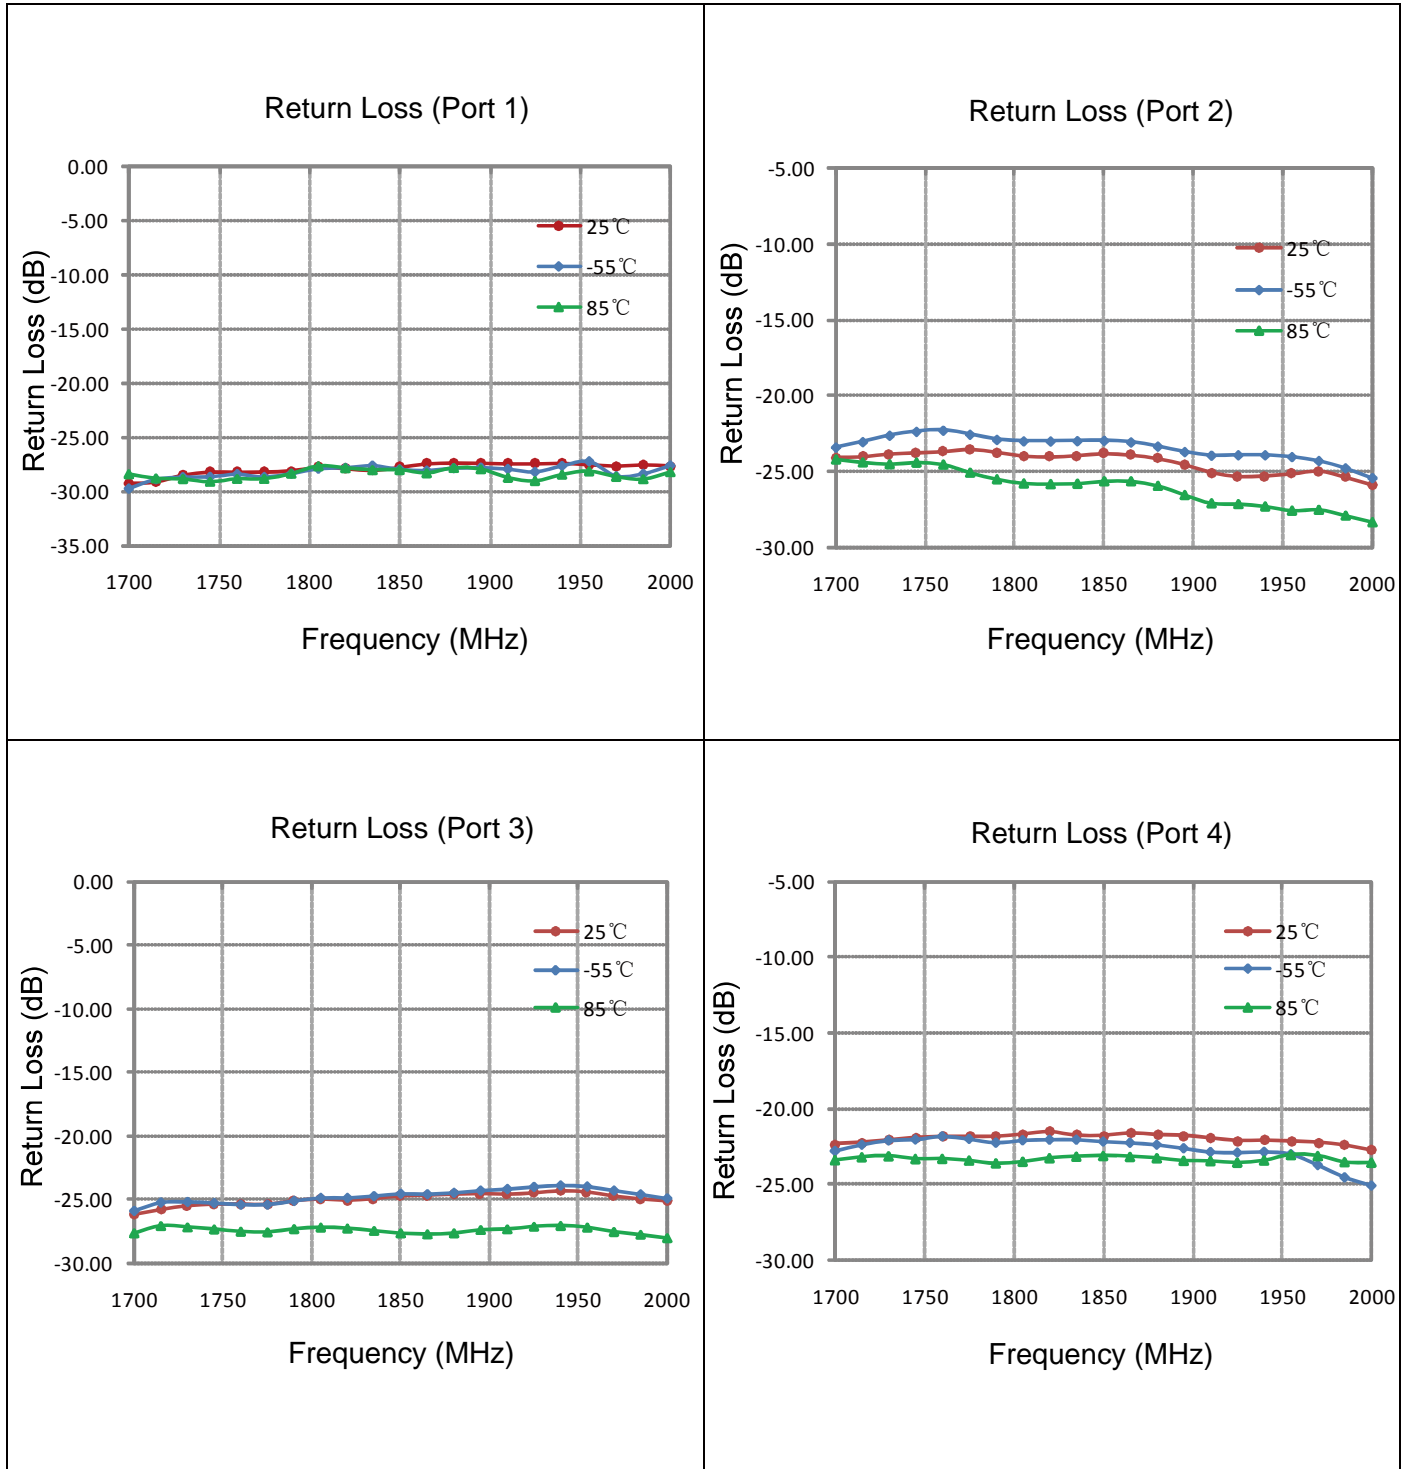 Return Loss (Port 1)
0.00
-5.00
-10.00
-15.00
-20.00
-25.00
-30.00
-35.00
Return Loss (dB)
25℃
-55℃
85℃
1700 1750 1800 1850 1900 1950 2000
Frequency (MHz)
Return Loss (Port 2)
-5.00
-10.00
-15.00
-20.00
-25.00
-30.00
Return Loss (dB)
25℃
-55℃
85℃
1700 1750 1800 1850 1900 1950 2000
Frequency (MHz)
Return Loss (Port 3)
0.00
-5.00
-10.00
-15.00
-20.00
-25.00
-30.00
Return Loss (dB)
25℃
-55℃
85℃
1700 1750 1800 1850 1900 1950 2000
Frequency (MHz)
Return Loss (Port 4)
-5.00
-10.00
-15.00
-20.00
-25.00
-30.00
Return Loss (dB)
25℃
-55℃
85℃
1700 1750 1800 1850 1900 1950 2000
Frequency (MHz)